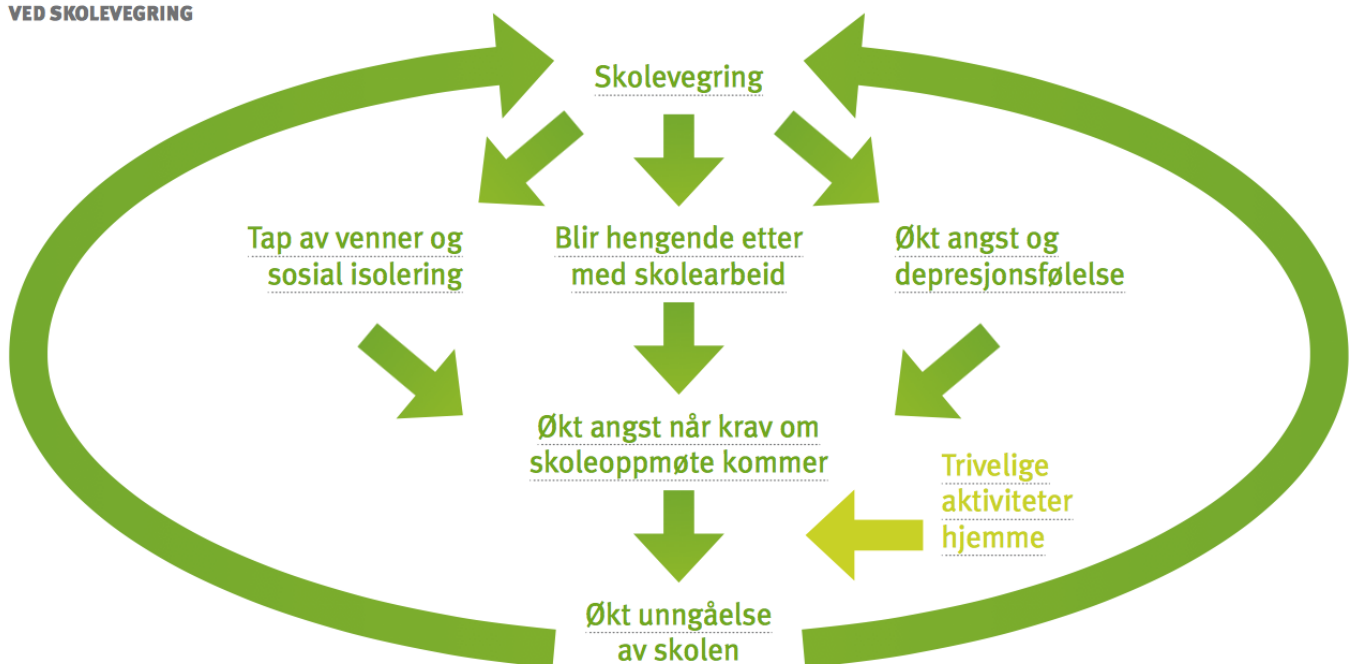 VED SKOLEVEGRING
Skolevegring
Tap av venner og
sosial isolering
Blir hengende etter
med skolearbeid
Økt angst og
depresjonsfølelse
Økt angst når krav om
skoleoppmøte kommer
Trivelige
aktiviteter
hjemme
Økt unngåelse
av skolen